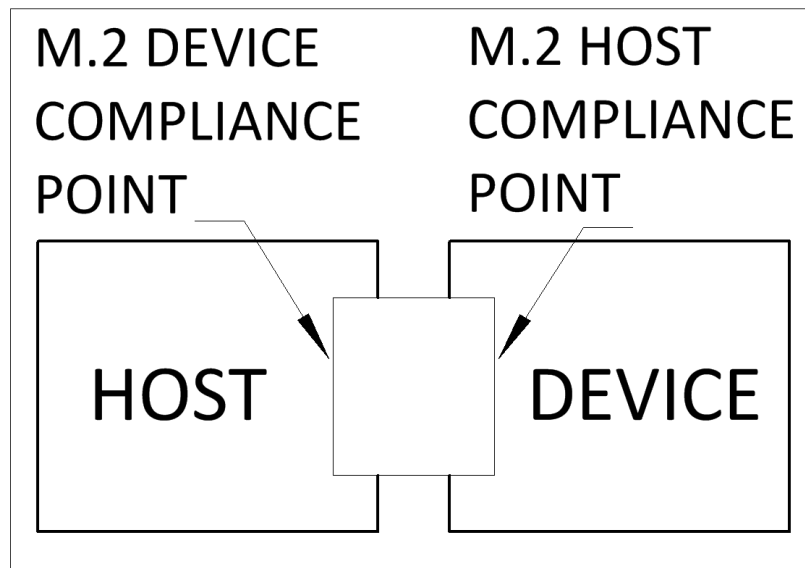 M.2 DEVICE
COMPLIANCE
POINT
M.2 HOST
COMPLIANCE
POINT
HOST
DEVICE